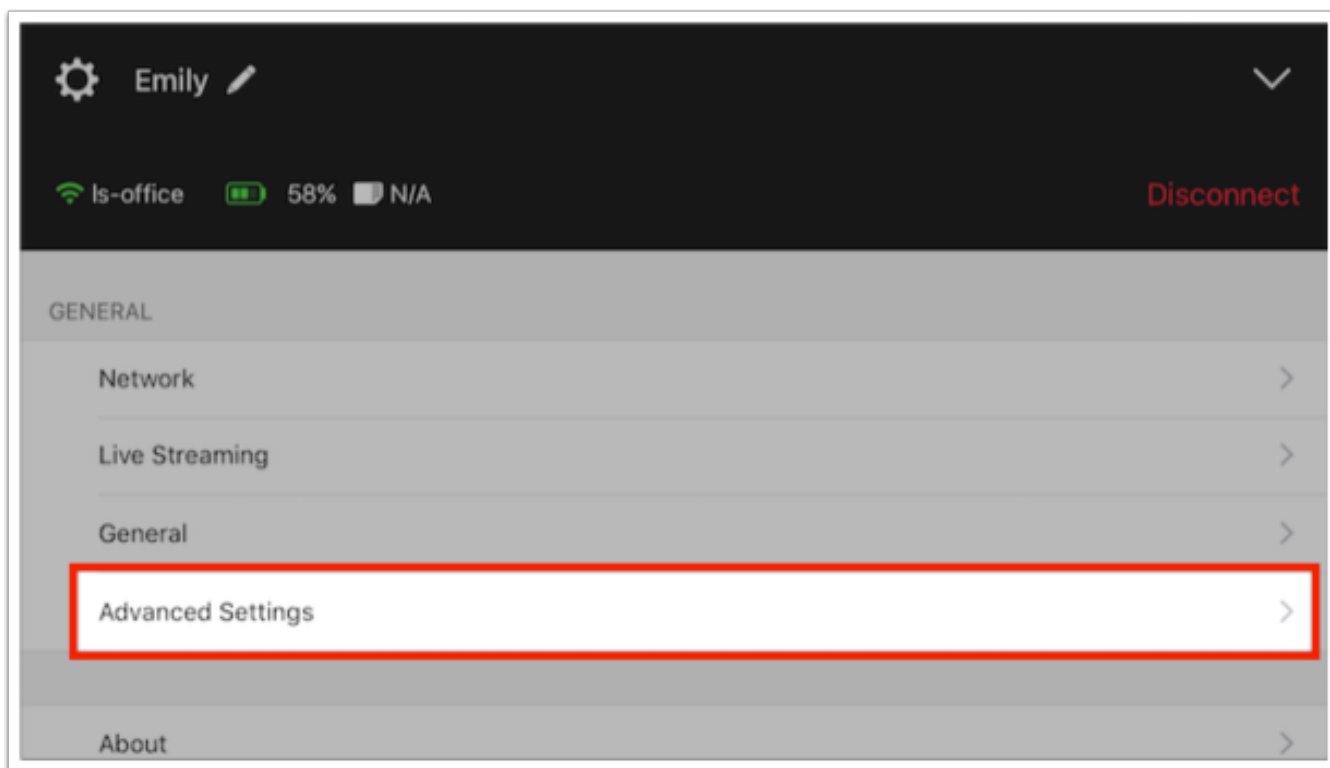 Emily
ls-office 58% N/A Disconnect
GENERAL
Network
Live Streaming
General
Advanced Settings
About